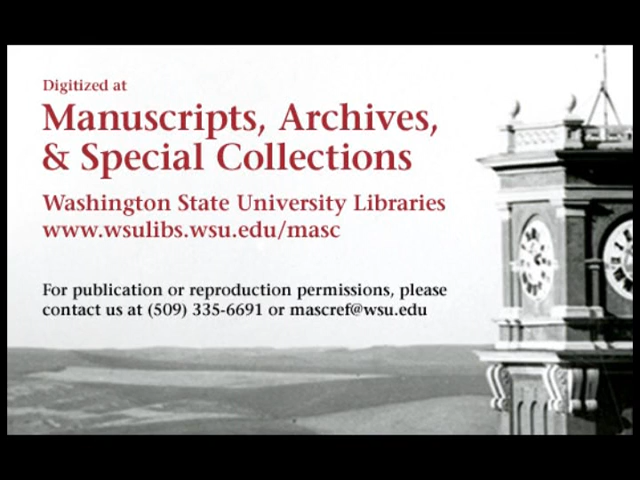 Digitized at
Manuscripts, Archives,
& Special Collections
Washington State University Libraries
www.wsulibs.wsu.edu/masc
For publication or reproduction permissions, please
contact us at (509) 335-6691 or mascref@wsu.edu